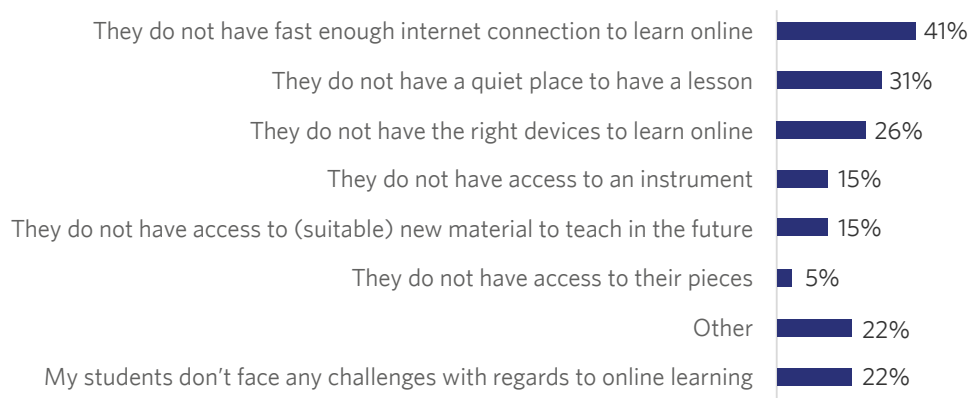 They do not have fast enough internet connection to learn online 41%
They do not have a quiet place to have a lesson 31%
They do not have the right devices to learn online 26%
They do not have access to an instrument 15%
They do not have access to (suitable) new material to teach in the future 15%
They do not have access to their pieces 5%
Other 22%
My students don’t face any challenges with regards to online learning 22%